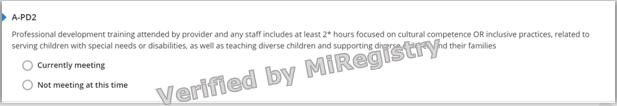 A-PD2
Professional development training attended by provider and any staff includes at least 2* hours focused on cultural competence OR inclusive practices, related to
serving children with special needs or disabilities, as well as teaching diverse children and supporting diverse and their families
Currently meeting
Not meeting at this time
Verified by MiRegistry